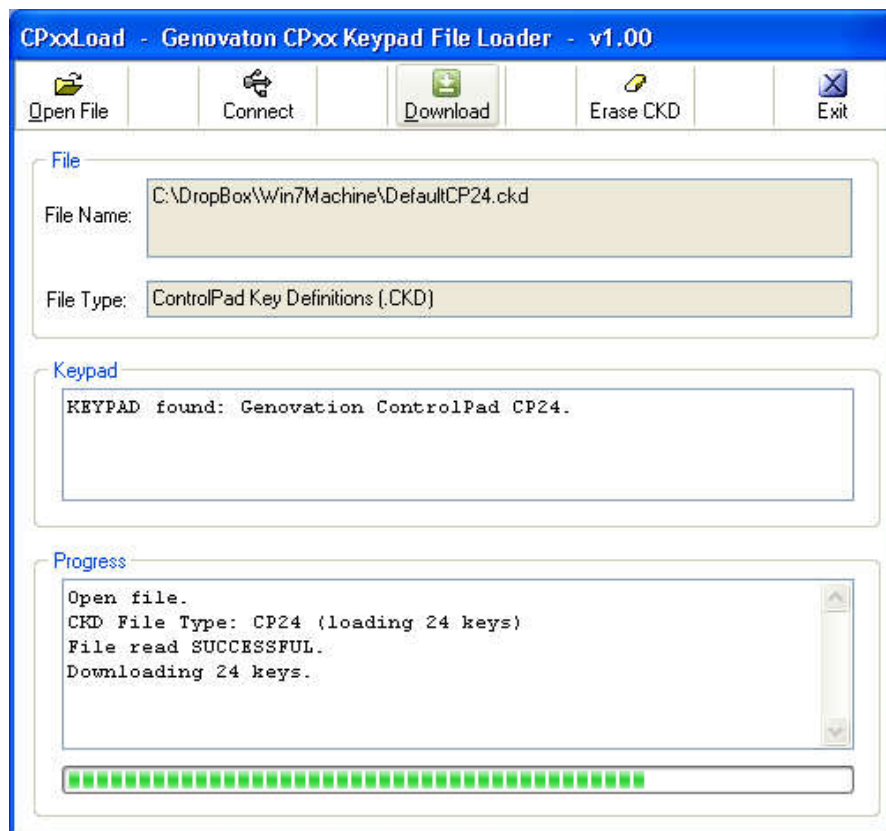 CPxxLoad - Genovaton CPxx Keypad File Loader - v1.00
Open File Connect Download Erase CKD Exit
File
File Name: C:\DropBox\Win7Machine\DefaultCP24.ckd
File Type: ControlPad Key Definitions (.CKD)
Keypad
KEYPAD found: Genovation ControlPad CP24.
Progress
Open file.
CKD File Type: CP24 (loading 24 keys)
File read SUCCESSFUL.
Downloading 24 keys.